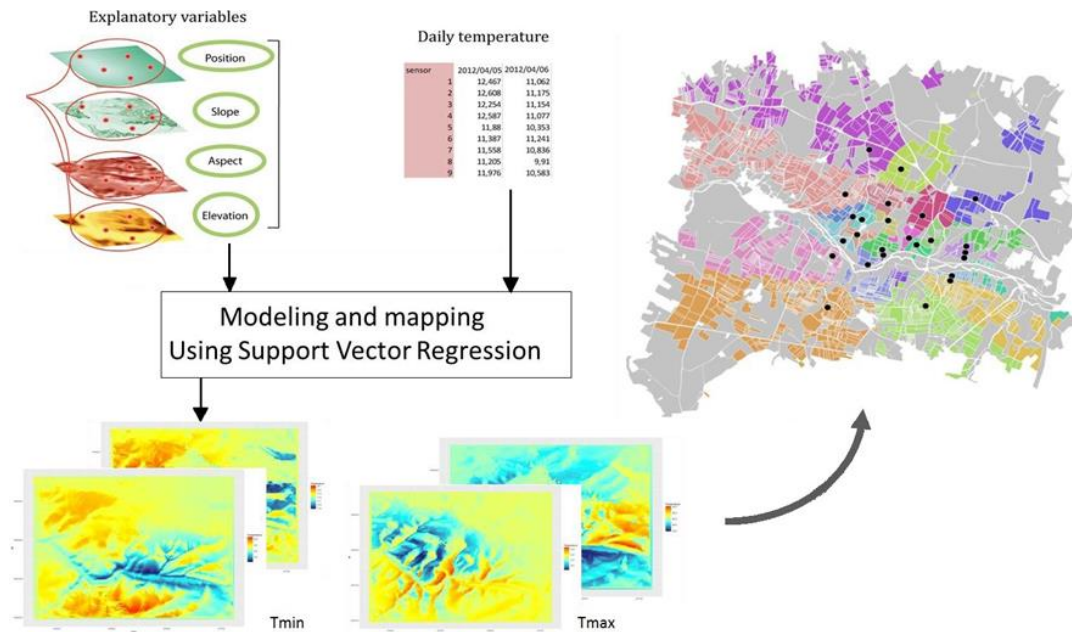 Explanatory variables
Position
Slope
Aspect
Elevation
Daily temperature
sensor 2012/04/05 2012/04/06
1 12,467 11,062
2 12,608 11,175
3 12,254 11,154
4 12,587 11,077
5 11,88 10,353
6 11,387 11,241
7 11,558 10,836
8 11,205 9,91
9 11,976 10,583
Modeling and mapping
Using Support Vector Regression
Tmin
Tmax